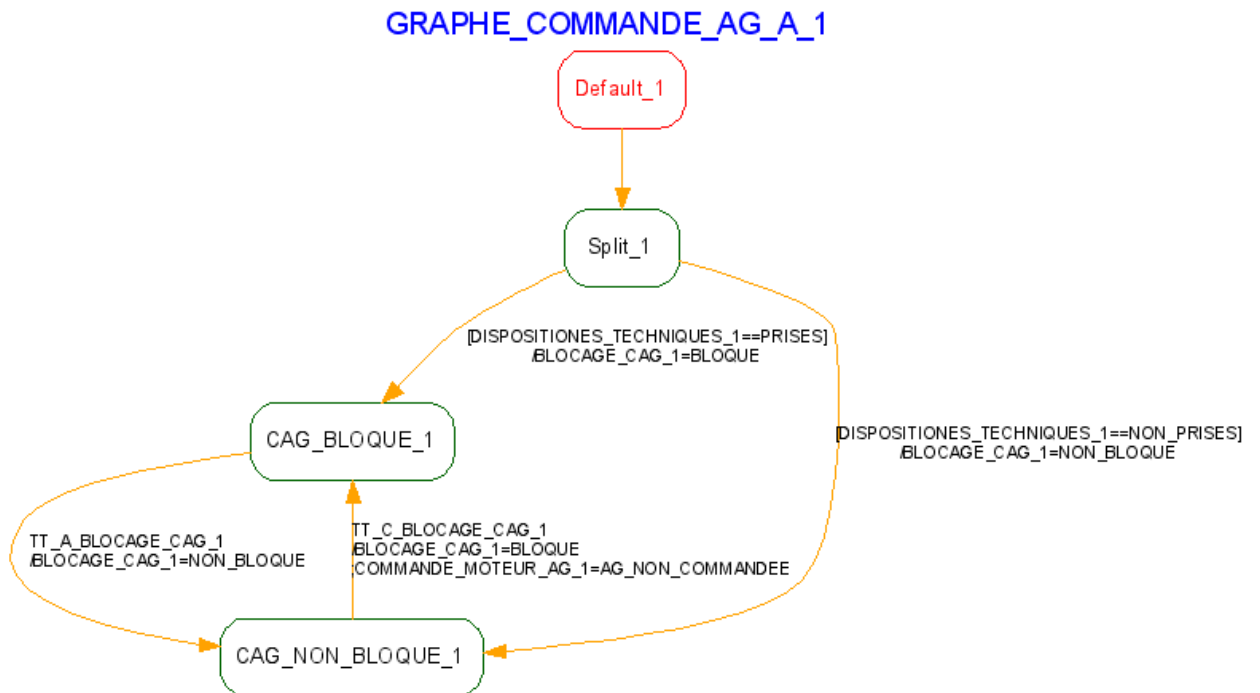 GRAPHE_COMMANDE_AG_A_1
Default_1
Split_1
[DISPOSITIONES_TECHNIQUES_1==PRISES]
/BLOCAGE_CAG_1=BLOQUE
CAG_BLOQUE_1
[DISPOSITIONES_TECHNIQUES_1==NON_PRISES]
/BLOCAGE_CAG_1=NON_BLOQUE
TT_A_BLOCAGE_CAG_1
/BLOCAGE_CAG_1=NON_BLOQUE
TT_C_BLOCAGE_CAG_1
/BLOCAGE_CAG_1=BLOQUE
;COMMANDE_MOTEUR_AG_1=AG_NON_COMMANDEE
CAG_NON_BLOQUE_1